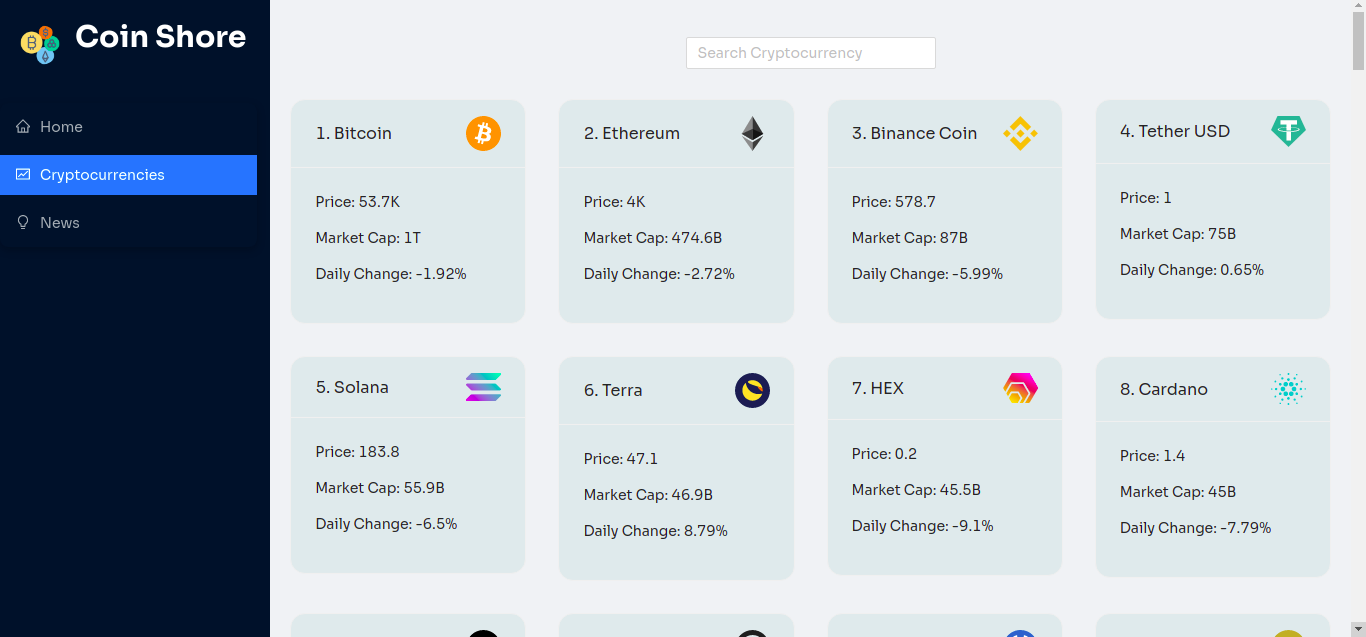 Coin Shore
Home
Cryptocurrencies
News
Search Cryptocurrency
1. Bitcoin
Price: 53.7K
Market Cap: 1T
Daily Change: -1.92%
2. Ethereum
Price: 4K
Market Cap: 474.6B
Daily Change: -2.72%
3. Binance Coin
Price: 578.7
Market Cap: 87B
Daily Change: -5.99%
4. Tether USD
Price: 1
Market Cap: 75B
Daily Change: 0.65%
5. Solana
Price: 183.8
Market Cap: 55.9B
Daily Change: -6.5%
6. Terra
Price: 47.1
Market Cap: 46.9B
Daily Change: 8.79%
7. HEX
Price: 0.2
Market Cap: 45.5B
Daily Change: -9.1%
8. Cardano
Price: 1.4
Market Cap: 45B
Daily Change: -7.79%